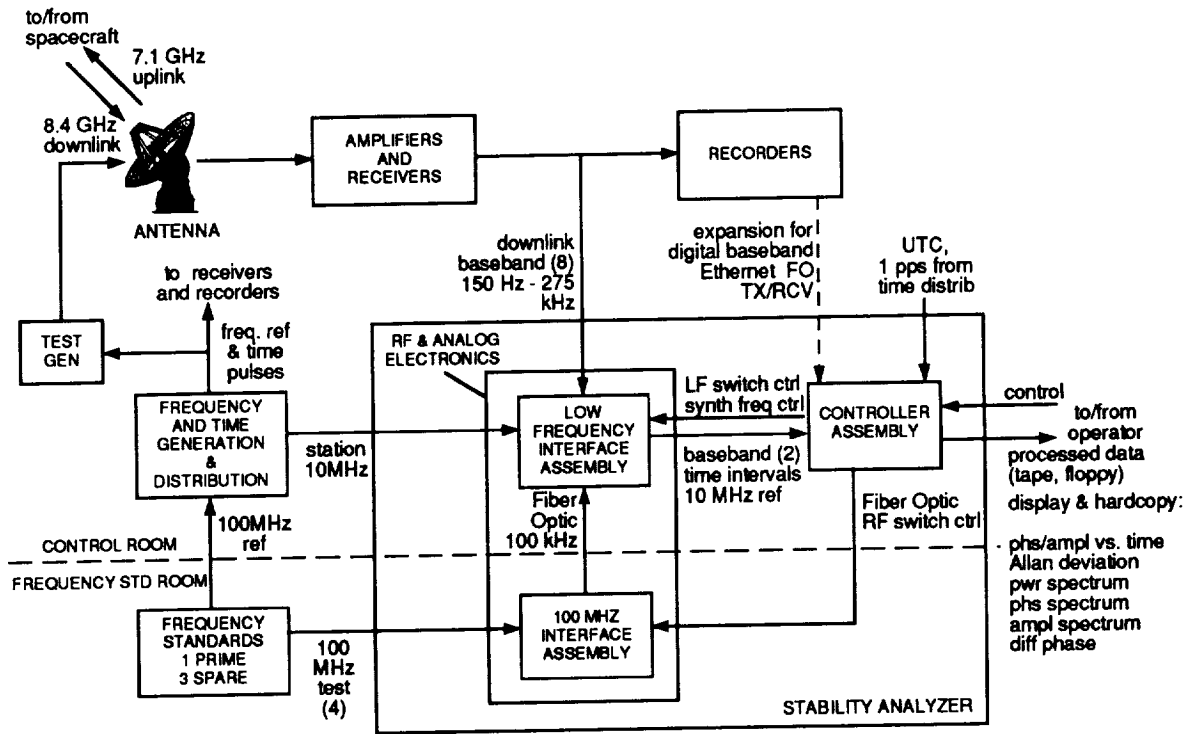 to/from
spacecraft
7.1 GHz
uplink
8.4 GHz
downlink
ANTENNA
AMPLIFIERS
AND
RECEIVERS
RECORDERS
downlink
baseband (8)
150 Hz - 275
kHz
expansion for
digital baseband
Ethernet FO
TX/RCV
UTC,
1 pps from
time distrib
to receivers
and recorders
TEST
GEN
freq. ref
& time
pulses
RF & ANALOG
ELECTRONICS
FREQUENCY
AND TIME
GENERATION
&
DISTRIBUTION
station
10MHz
LOW
FREQUENCY
INTERFACE
ASSEMBLY
LF switch ctrl
synth freq ctrl
baseband (2)
time intervals
10 MHz ref
CONTROLLER
ASSEMBLY
control
to/from
operator
processed data
(tape, floppy)
display & hardcopy:
phs/ampl vs. time
Allan deviation
pwr spectrum
phs spectrum
ampl spectrum
diff phase
100MHz
ref
Fiber
Optic
100 kHz
Fiber Optic
RF switch ctrl
CONTROL ROOM
FREQUENCY STD ROOM
FREQUENCY
STANDARDS
1 PRIME
3 SPARE
100
MHz
test
(4)
100 MHZ
INTERFACE
ASSEMBLY
STABILITY ANALYZER